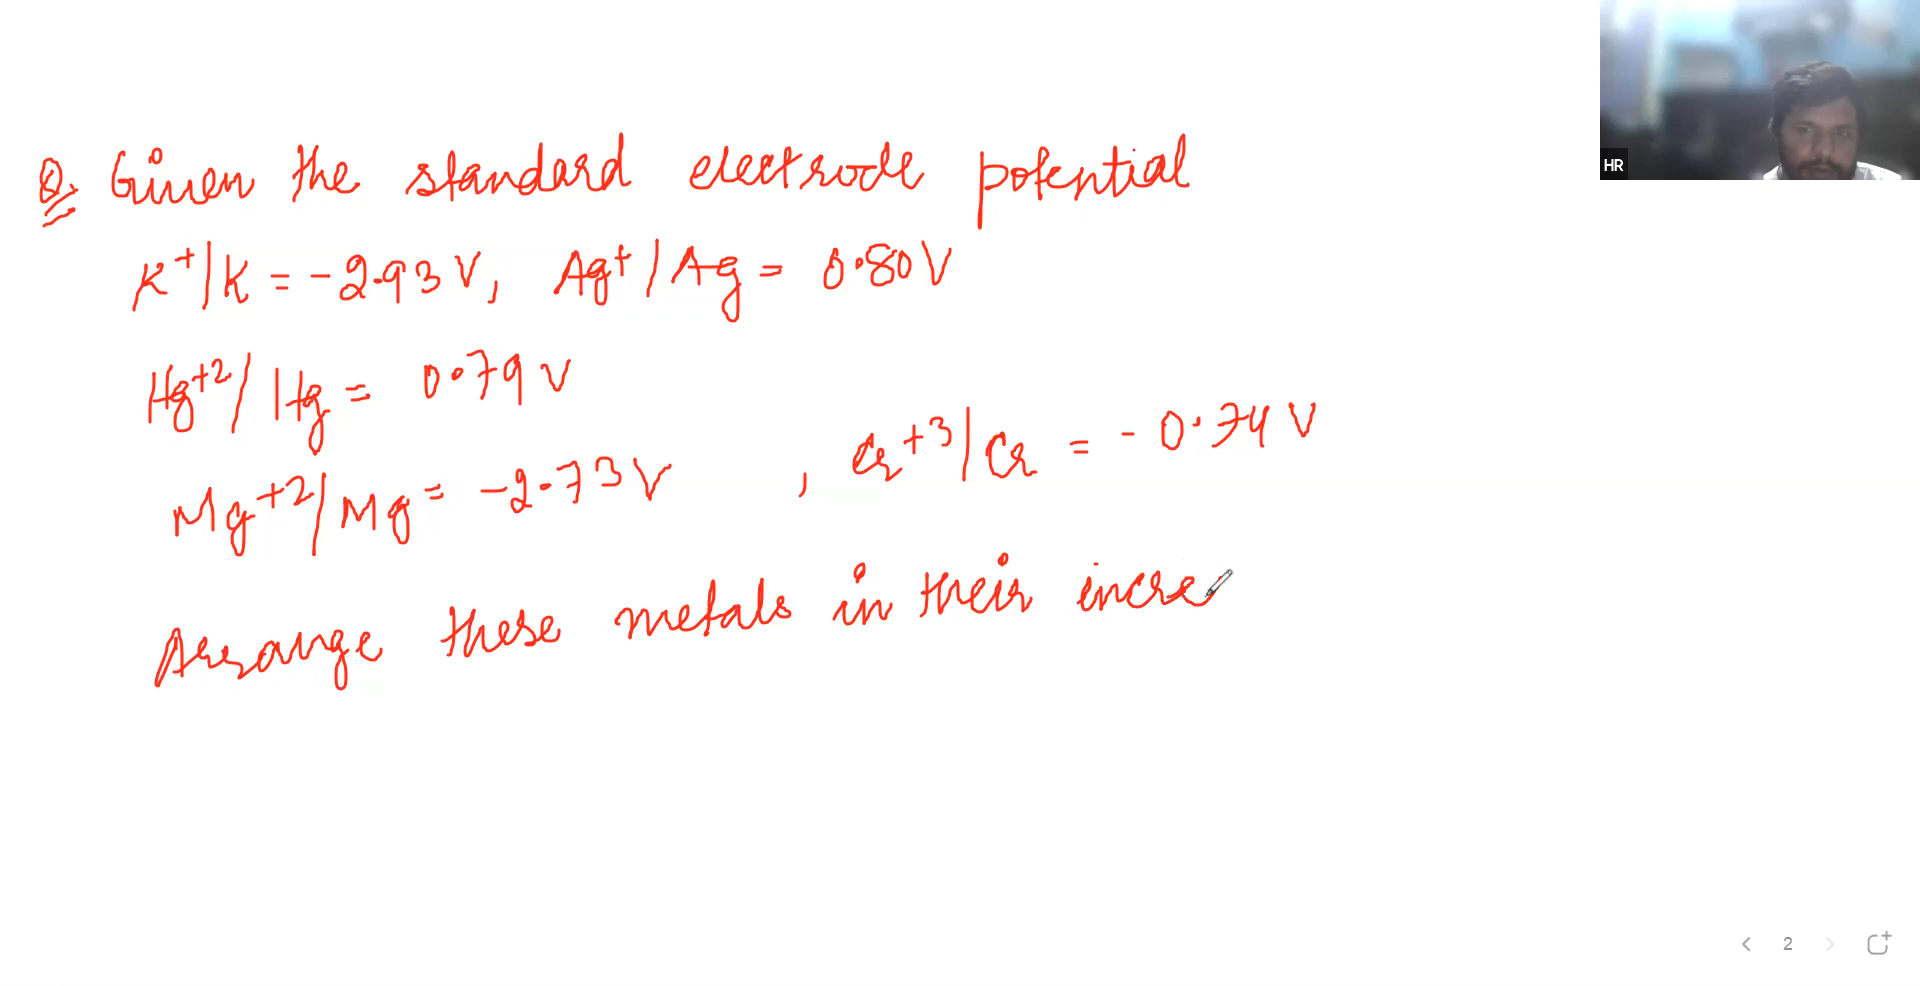 Q. Given the standard electrode potential
K⁺/K = -2.93 V, Ag⁺/Ag = 0.80 V
Hg⁺²/Hg = 0.79 V
Mg⁺²/Mg = -2.73 V , Cr⁺³/Cr = -0.74 V
Arrange these metals in their incre
HR
2